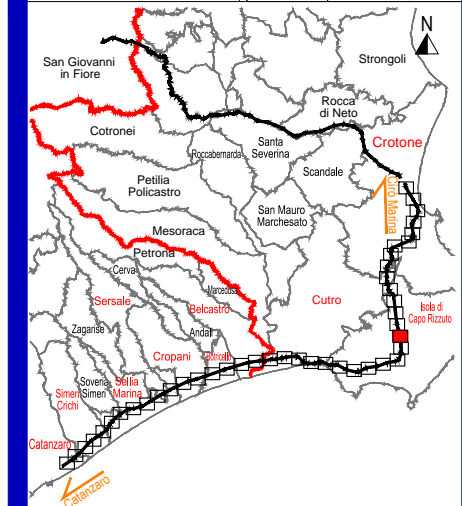 N
Strongoli
San Giovanni
in Fiore
Rocca
di Neto
Cotronei
Crotone
Santa
Severina
Roccabernarda
Scandale
Petilia
Policastro
Ciro Marina
San Mauro
Marchesato
Mesoraca
Petrona
Cerva
Marcedusa
Sersale
Belcastro
Cutro
Isola di
Capo Rizzuto
Zagarise
Andali
Cropani
Botricello
Soveria
Simeri
Sellia
Marina
Simeri
Crichi
Catanzaro
Catanzaro